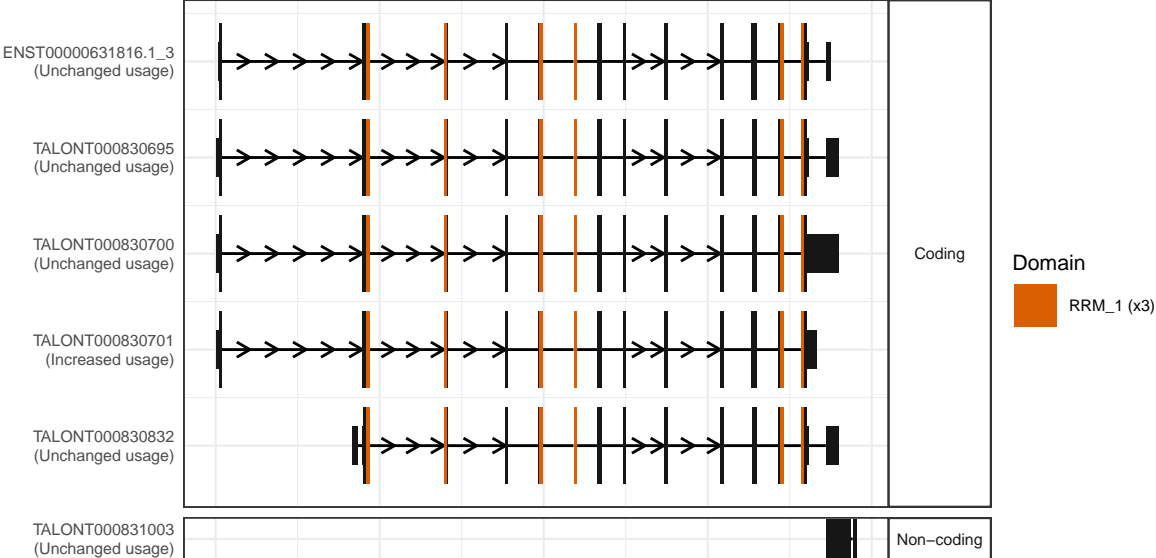 ENST00000631816.1_3
(Unchanged usage)
TALONT000830695
(Unchanged usage)
TALONT000830700
(Unchanged usage)
TALONT000830701
(Increased usage)
TALONT000830832
(Unchanged usage)
Coding
Domain
RRM_1 (x3)
TALONT000831003
(Unchanged usage)
Non−coding